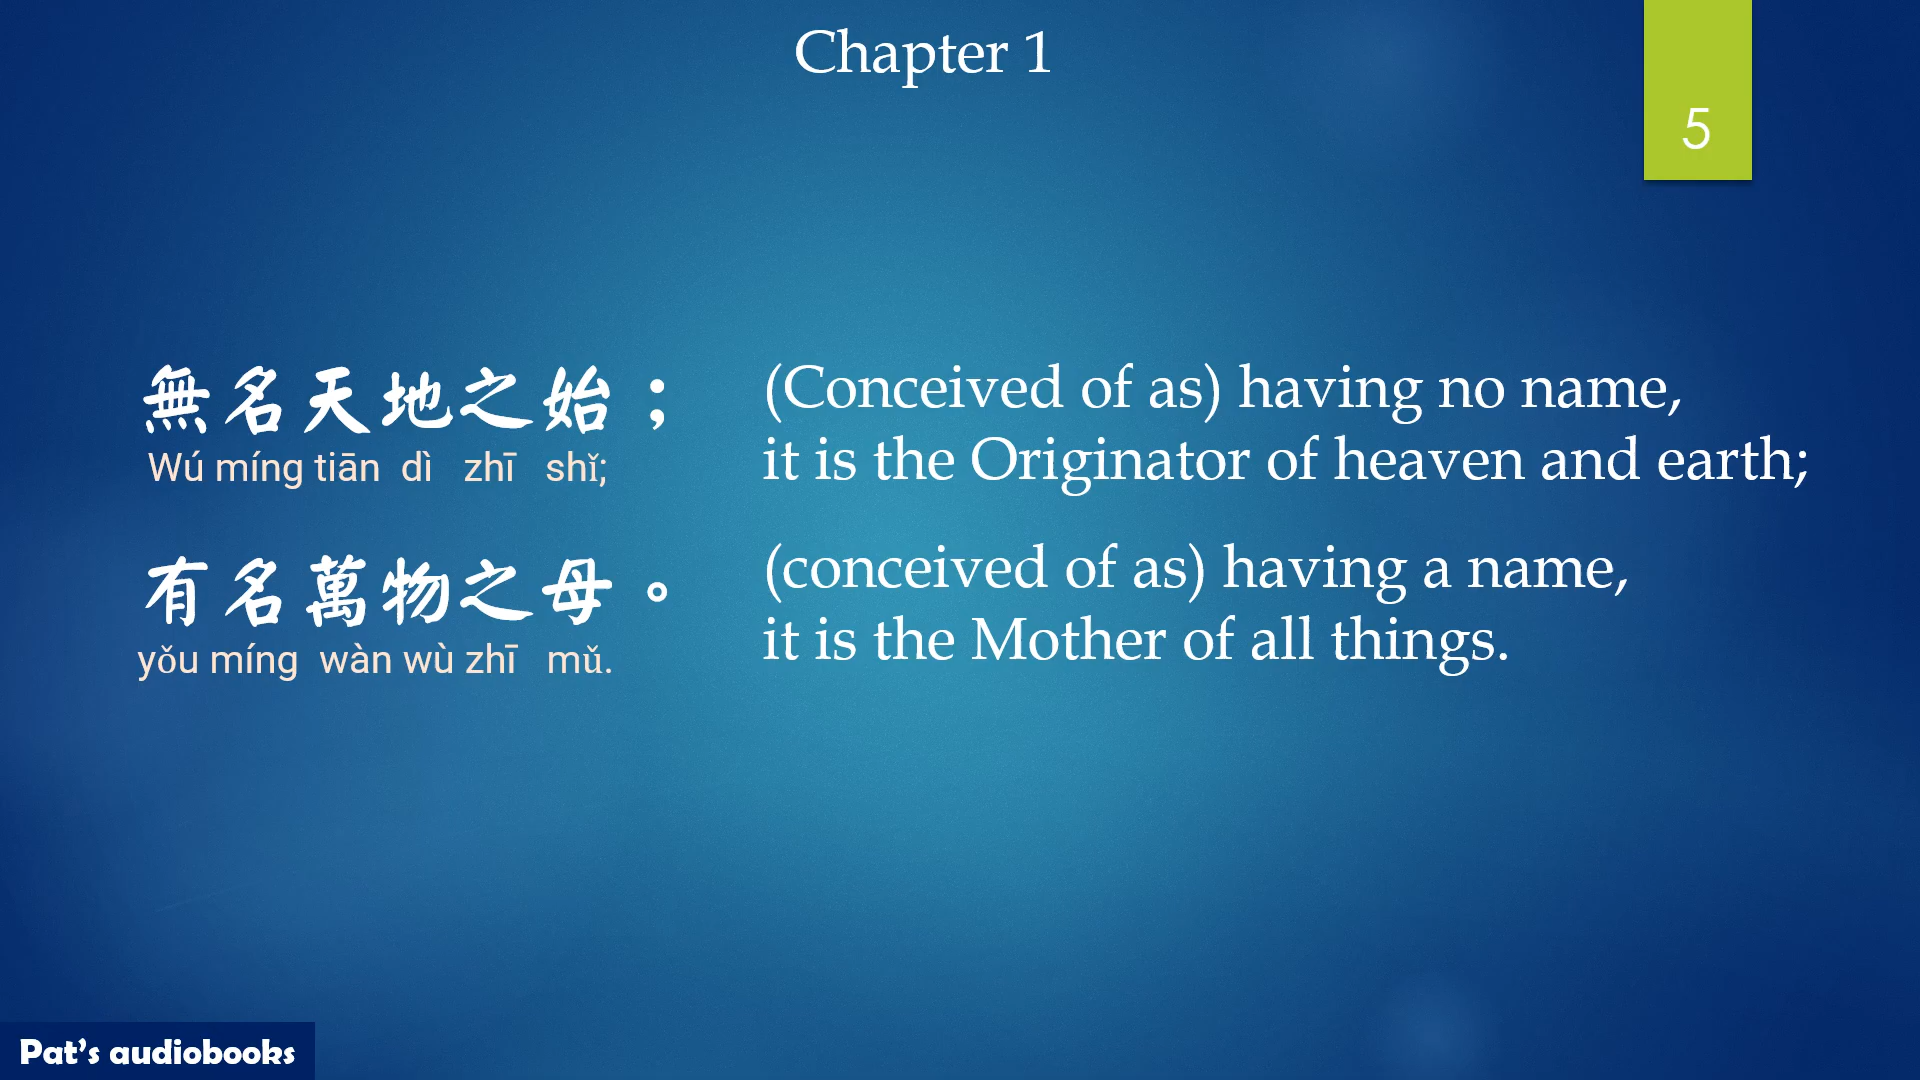 Chapter 1
5
無名天地之始；
Wú míng tiān dì zhī shǐ;
(Conceived of as) having no name,
it is the Originator of heaven and earth;
有名萬物之母。
yǒu míng wàn wù zhī mǔ.
(conceived of as) having a name,
it is the Mother of all things.
Pat's audiobooks